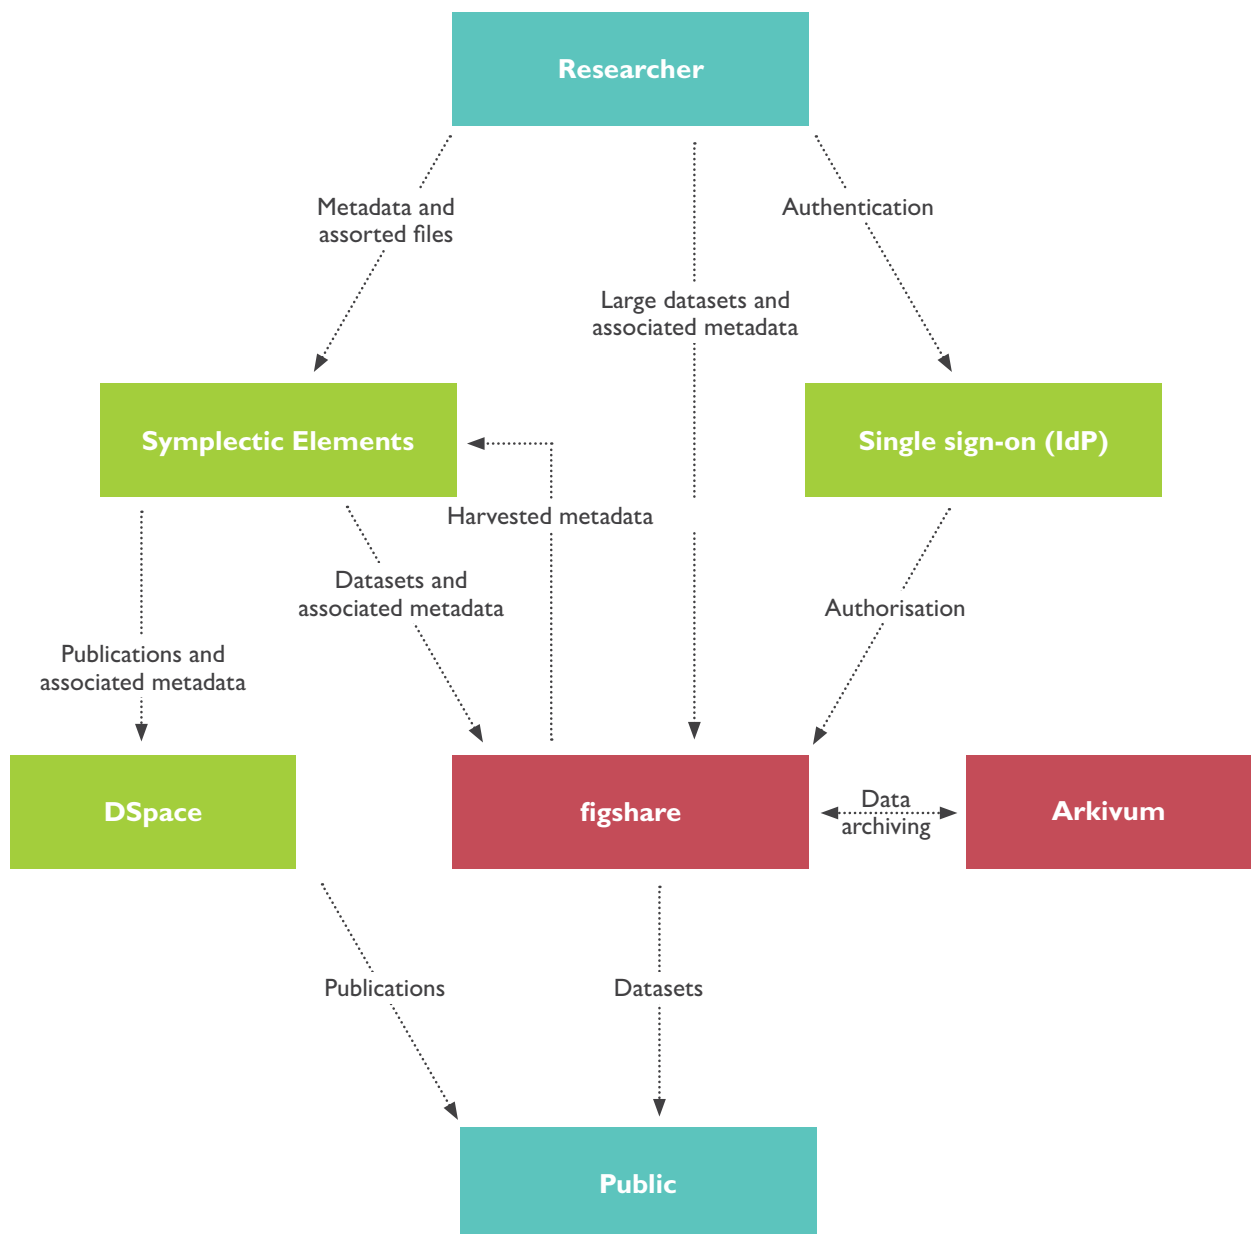 Researcher
Metadata and
assorted files
Authentication
Large datasets and
associated metadata
Symplectic Elements
Single sign-on (IdP)
Harvested metadata
Datasets and
associated metadata
Authorisation
Publications and
associated metadata
DSpace
figshare
Data
archiving
Arkivum
Publications
Datasets
Public